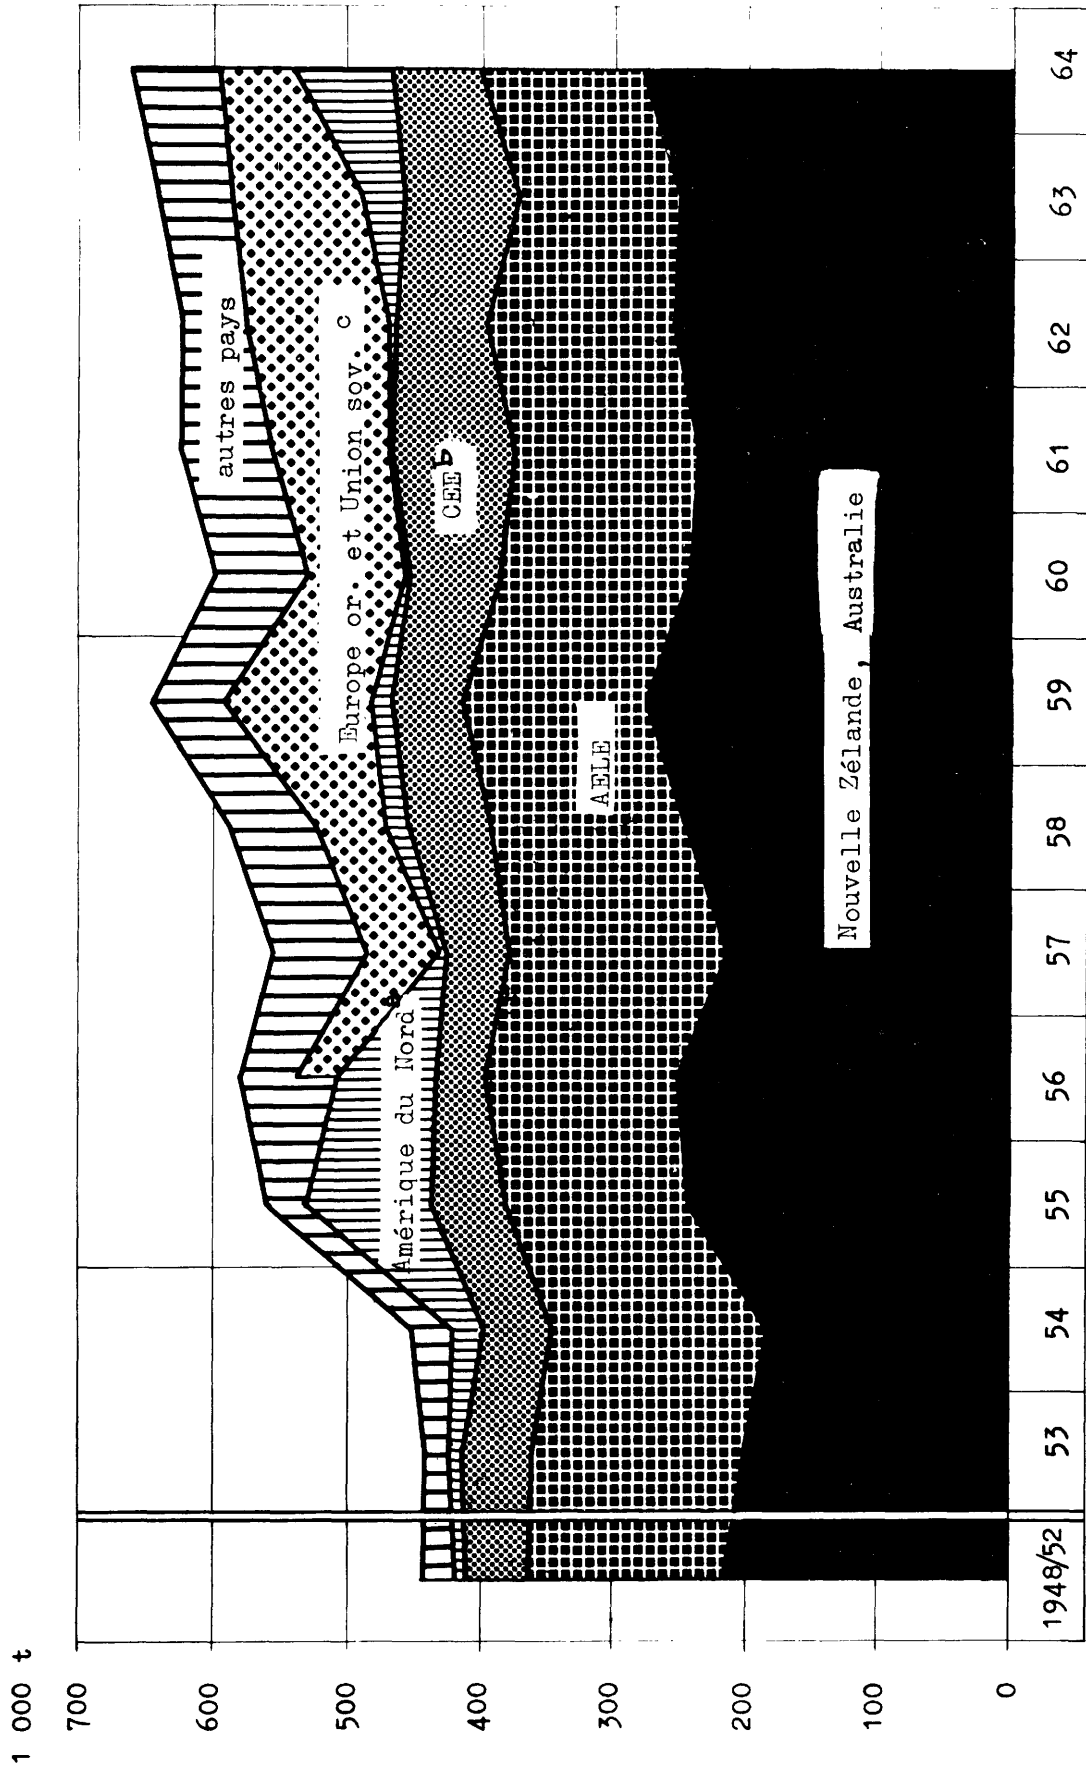 1 000 t
700
600
500
400
300
200
100
0
autres pays
Europe or. et Union sov. c
Amérique du Nord
CEE
AELE
Nouvelle Zélande, Australie
1948/52 53 54 55 56 57 58 59 60 61 62 63 64